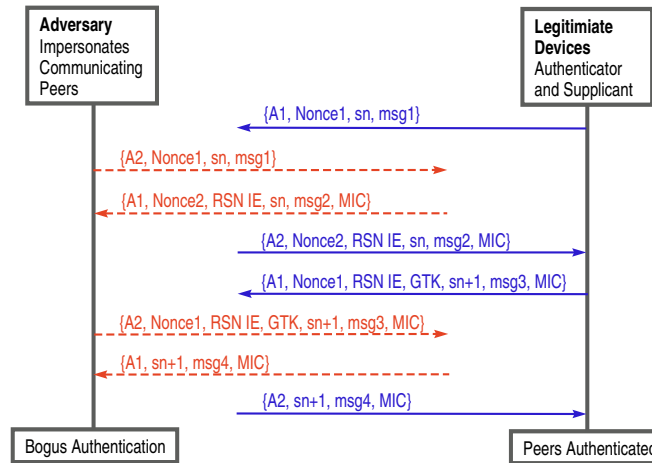 Adversary
Impersonates
Communicating
Peers
Legitimiate
Devices
Authenticator
and Supplicant
{A1, Nonce1, sn, msg1}
{A2, Nonce1, sn, msg1}
{A1, Nonce2, RSN IE, sn, msg2, MIC}
{A2, Nonce2, RSN IE, sn, msg2, MIC}
{A1, Nonce1, RSN IE, GTK, sn+1, msg3, MIC}
{A2, Nonce1, RSN IE, GTK, sn+1, msg3, MIC}
{A1, sn+1, msg4, MIC}
{A2, sn+1, msg4, MIC}
Bogus Authentication
Peers Authenticated